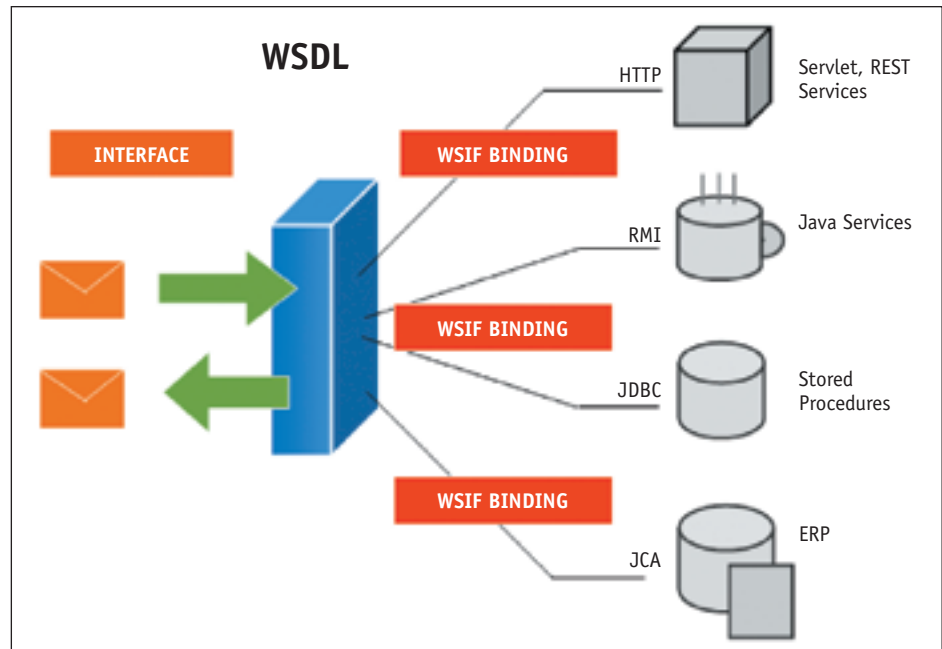 WSDL
INTERFACE
HTTP
Servlet, REST
Services
WSIF BINDING
RMI
Java Services
WSIF BINDING
JDBC
Stored
Procedures
WSIF BINDING
JCA
ERP